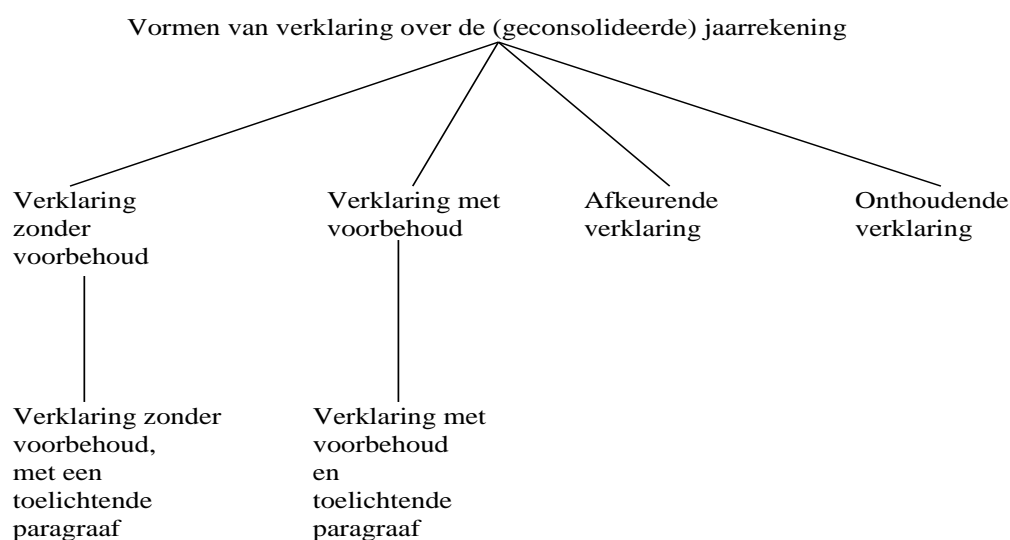 Vormen van verklaring over de (geconsolideerde) jaarrekening
Verklaring
zonder
voorbehoud
Verklaring met
voorbehoud
Afkeurende
verklaring
Onthoudende
verklaring
Verklaring zonder
voorbehoud,
met een
toelichtende
paragraaf
Verklaring met
voorbehoud
en
toelichtende
paragraaf